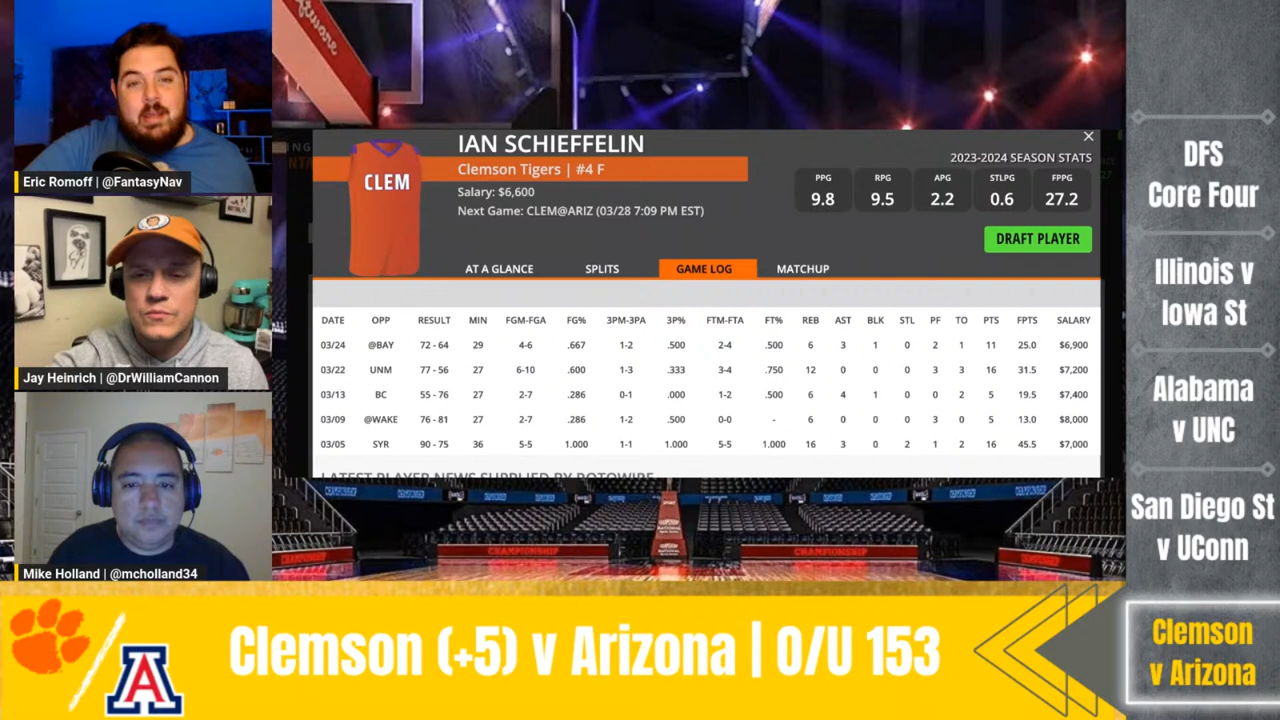 Eric Romoff | @FantasyNav
Jay Heinrich | @DrWilliamCannon
Mike Holland | @mcholland34
CLEM
IAN SCHIEFFELIN
Clemson Tigers | #4 F
Salary: $6,600
Next Game: CLEM@ARIZ (03/28 7:09 PM EST)
2023-2024 SEASON STATS
PPG RPG APG STLPG FPPG
9.8 9.5 2.2 0.6 27.2
DRAFT PLAYER
AT A GLANCE SPLITS GAME LOG MATCHUP
DATE OPP RESULT MIN FGM-FGA FG% 3PM-3PA 3P% FTM-FTA FT% REB AST BLK STL PF TO PTS FPTS SALARY
03/24 @BAY 72 - 64 29 4-6 .667 1-2 .500 2-4 .500 6 3 1 0 2 1 11 25.0 $6,900
03/22 UNM 77 - 56 27 6-10 .600 1-3 .333 3-4 .750 12 0 0 0 3 3 16 31.5 $7,200
03/13 BC 55 - 76 27 2-7 .286 0-1 .000 1-2 .500 6 4 1 0 0 2 5 19.5 $7,400
03/09 @WAKE 76 - 81 27 2-7 .286 1-2 .500 0-0 - 6 0 0 0 3 0 5 13.0 $8,000
03/05 SYR 90 - 75 36 5-5 1.000 1-1 1.000 5-5 1.000 16 3 0 2 1 2 16 45.5 $7,000
LATEST PLAYER NEWS SUPPLIED BY ROTOWIRE
CHAMPIONSHIP
CHAMPIONSHIP
DFS
Core Four
Illinois v
Iowa St
Alabama
v UNC
San Diego St
v UConn
Clemson
v Arizona
A
Clemson (+5) v Arizona | O/U 153